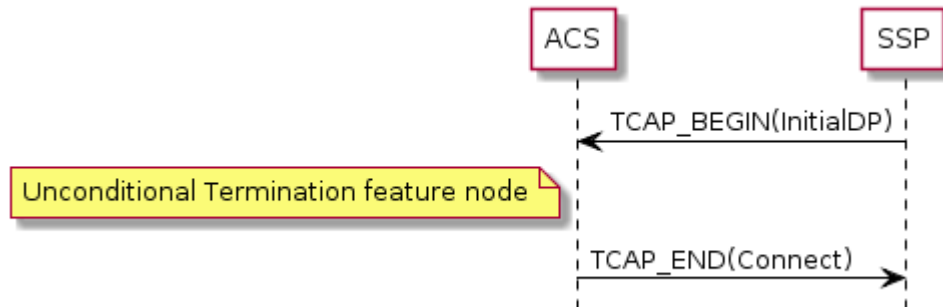 ACS
SSP
TCAP_BEGIN(InitialDP)
Unconditional Termination feature node
TCAP_END(Connect)